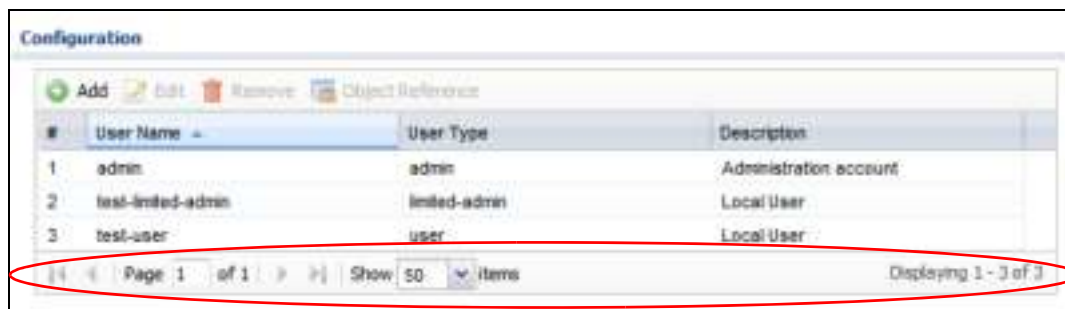 Configuration
Add Edit Remove Object Reference
# User Name User Type Description
1 admin admin Administration account
2 test-limited-admin limited-admin Local User
3 test-user user Local User
Page 1 of 1 Show 50 items Displaying 1 - 3 of 3